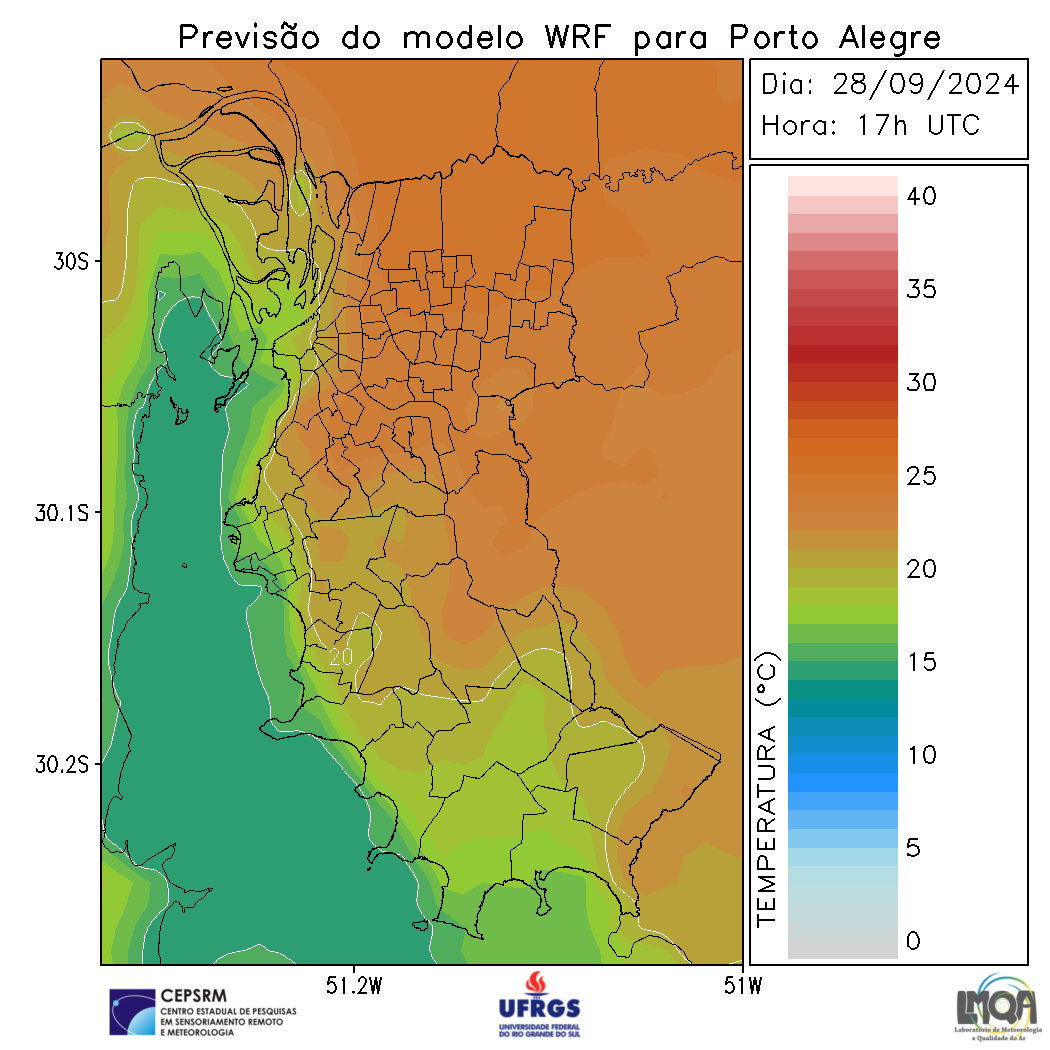 Previsão do modelo WRF para Porto Alegre
Dia: 28/09/2024
Hora: 17h UTC
40
35
30
25
20
15
10
5
0
TEMPERATURA (°C)
30S
30.1S
30.2S
20
51.2W
51W
CEPSRM
CENTRO ESTADUAL DE PESQUISAS
EM SENSORIAMENTO REMOTO
E METEOROLOGIA
UFRGS
UNIVERSIDADE FEDERAL
DO RIO GRANDE DO SUL
LMQA
Laboratório de Meteorologia
e Qualidade do Ar